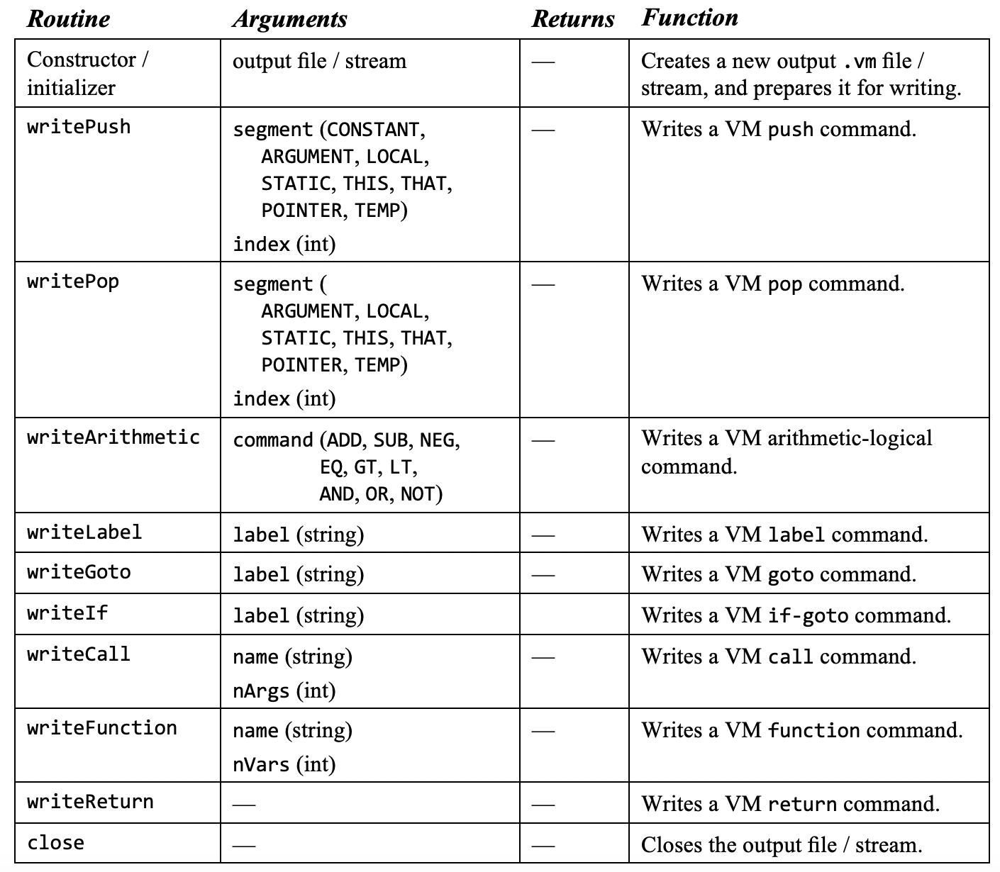 Routine Arguments Returns Function
Constructor / output file / stream — Creates a new output .vm file /
initializer stream, and prepares it for writing.
writePush segment (CONSTANT, — Writes a VM push command.
ARGUMENT, LOCAL,
STATIC, THIS, THAT,
POINTER, TEMP)
index (int)
writePop segment ( — Writes a VM pop command.
ARGUMENT, LOCAL,
STATIC, THIS, THAT,
POINTER, TEMP)
index (int)
writeArithmetic command (ADD, SUB, NEG, — Writes a VM arithmetic-logical
EQ, GT, LT, command.
AND, OR, NOT)
writeLabel label (string) — Writes a VM label command.
writeGoto label (string) — Writes a VM goto command.
writeIf label (string) Writes a VM if-goto command.
writeCall name (string) — Writes a VM call command.
nArgs (int)
writeFunction name (string) — Writes a VM function command.
nVars (int)
writeReturn — — Writes a VM return command.
close — — Closes the output file / stream.